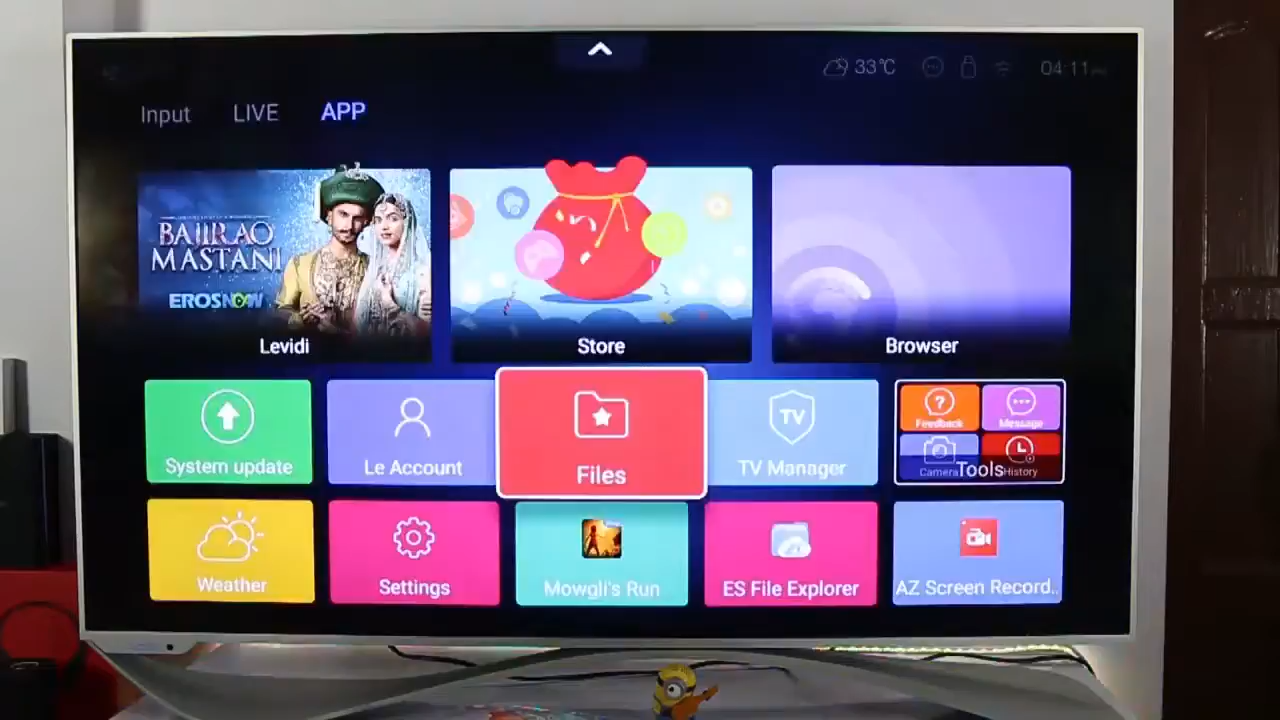 33°C
04:11
Input
LIVE
APP
BAJIRAO
MASTANI
EROSNOW
Levidi
Store
Browser
System update
Le Account
Files
TV
TV Manager
Feedback
Message
Camera
History
Tools
Weather
Settings
Mowgli's Run
ES File Explorer
AZ Screen Record..